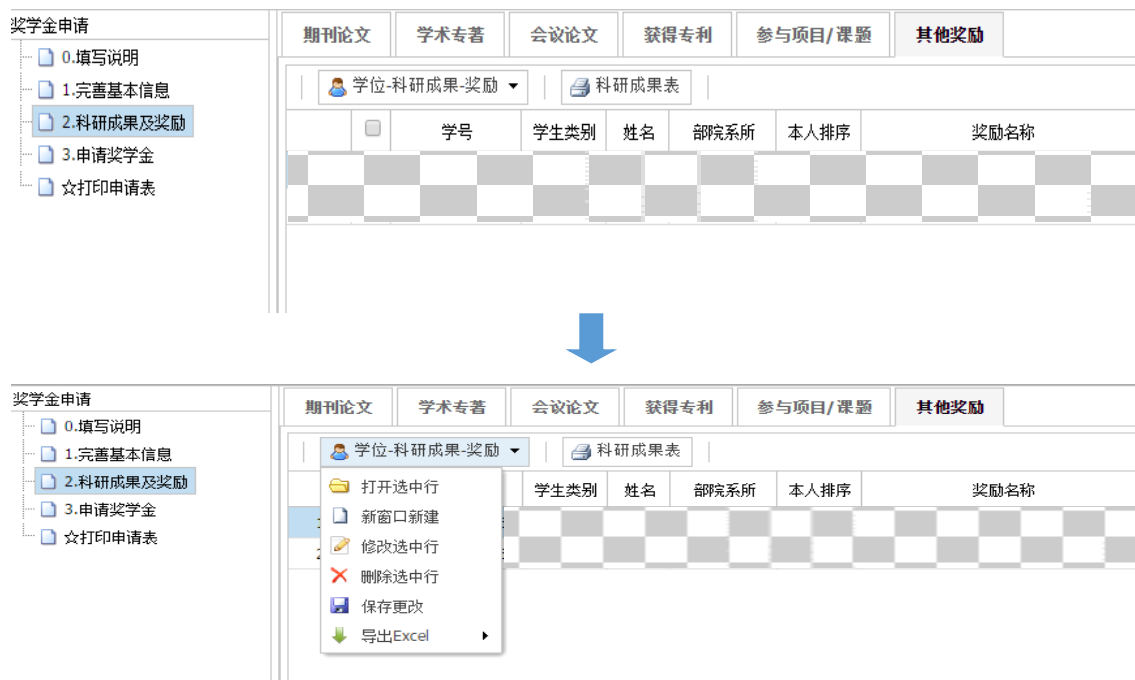 奖学金申请
0.填写说明
1.完善基本信息
2.科研成果及奖励
3.申请奖学金
☆打印申请表
期刊论文 学术专著 会议论文 获得专利 参与项目/课题 其他奖励
学位-科研成果-奖励 科研成果表
学号 学生类别 姓名 部院系所 本人排序 奖励名称
奖学金申请
0.填写说明
1.完善基本信息
2.科研成果及奖励
3.申请奖学金
☆打印申请表
期刊论文 学术专著 会议论文 获得专利 参与项目/课题 其他奖励
学位-科研成果-奖励 科研成果表
学生类别 姓名 部院系所 本人排序 奖励名称
打开选中行
新窗口新建
修改选中行
删除选中行
保存更改
导出Excel